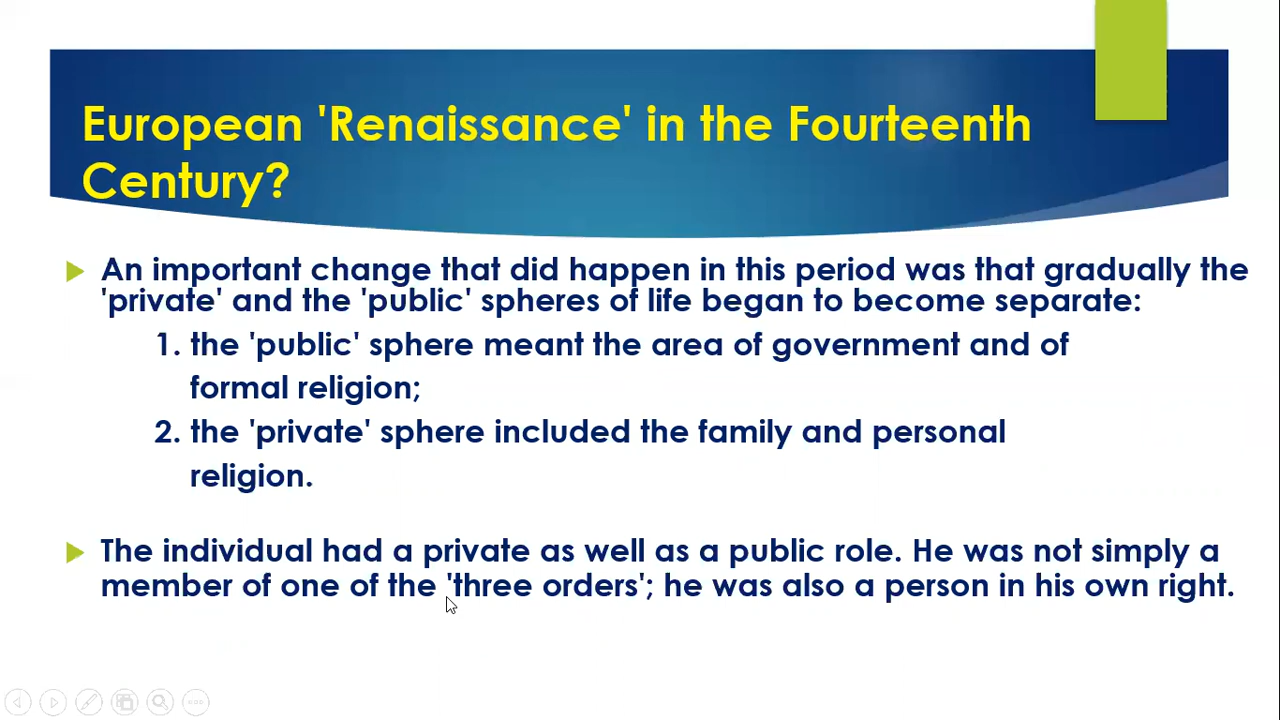 European 'Renaissance' in the Fourteenth
Century?
An important change that did happen in this period was that gradually the
'private' and the 'public' spheres of life began to become separate:
1. the 'public' sphere meant the area of government and of
formal religion;
2. the 'private' sphere included the family and personal
religion.
The individual had a private as well as a public role. He was not simply a
member of one of the 'three orders'; he was also a person in his own right.